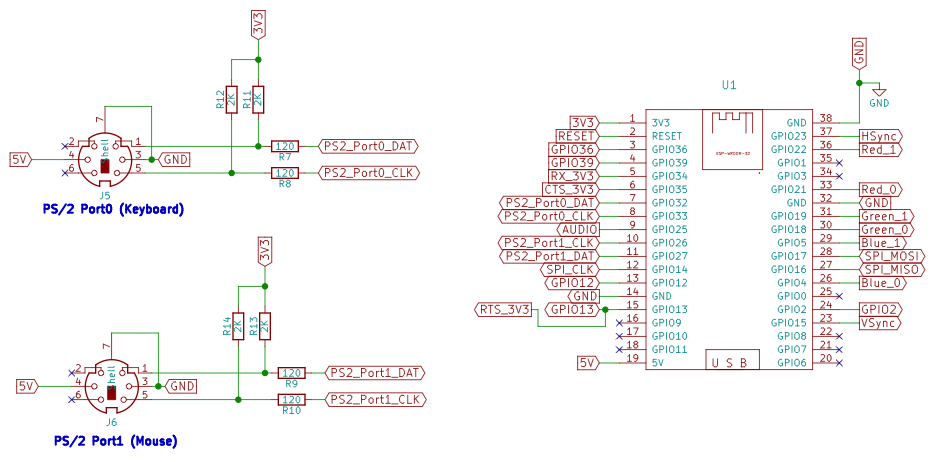 3V3
R12
2K
R11
2K
7
2
1
4
3
6
5
Shell
5V
GND
120
R7
PS2_Port0_DAT
120
R8
PS2_Port0_CLK
J5
PS/2 Port0 (Keyboard)
3V3
R14
2K
R13
2K
7
2
1
4
3
6
5
Shell
5V
GND
120
R9
PS2_Port1_DAT
120
R10
PS2_Port1_CLK
J6
PS/2 Port1 (Mouse)
GND
GND
U1
ESP-WROOM-32
3V3 1 3V3 GND 38
RESET 2 RESET GPIO23 37 HSync
GPIO36 3 GPIO36 GPIO22 36 Red_1
GPIO39 4 GPIO39 GPIO1 35
RX_3V3 5 GPIO34 GPIO3 34
CTS_3V3 6 GPIO35 GPIO21 33 Red_0
PS2_Port0_DAT 7 GPIO32 GND 32 GND
PS2_Port0_CLK 8 GPIO33 GPIO19 31 Green_1
AUDIO 9 GPIO25 GPIO18 30 Green_0
PS2_Port1_CLK 10 GPIO26 GPIO5 29 Blue_1
PS2_Port1_DAT 11 GPIO27 GPIO17 28 SPI_MOSI
SPI_CLK 12 GPIO14 GPIO16 27 SPI_MISO
GPIO12 13 GPIO12 GPIO4 26 Blue_0
GND 14 GND GPIO0 25
RTS_3V3 GPIO13 15 GPIO13 GPIO2 24 GPIO2
16 GPIO9 GPIO15 23 VSync
17 GPIO10 GPIO8 22
18 GPIO11 GPIO7 21
5V 19 5V GPIO6 20
USB